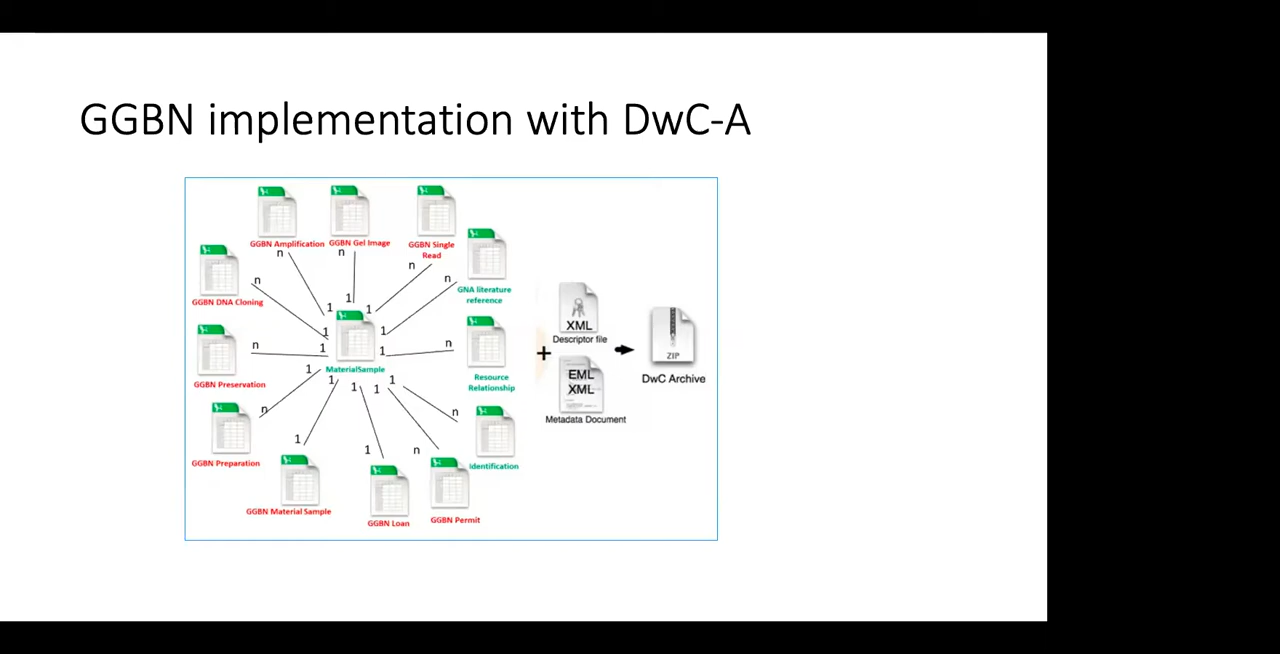 GGBN implementation with DwC-A
GGBN Amplification
GGBN Gel Image
GGBN Single
Read
n
n
n
n
GNA literature
reference
n
GGBN DNA Cloning
1
1
1
1
1
XML
Descriptor file
n
1
1
n
+
MaterialSample
ZIP
DwC Archive
GGBN Preservation
Resource
Relationship
EML
XML
Metadata Document
1
1
1
1
1
n
n
GGBN Preparation
1
1
n
Identification
GGBN Material Sample
GGBN Loan
GGBN Permit